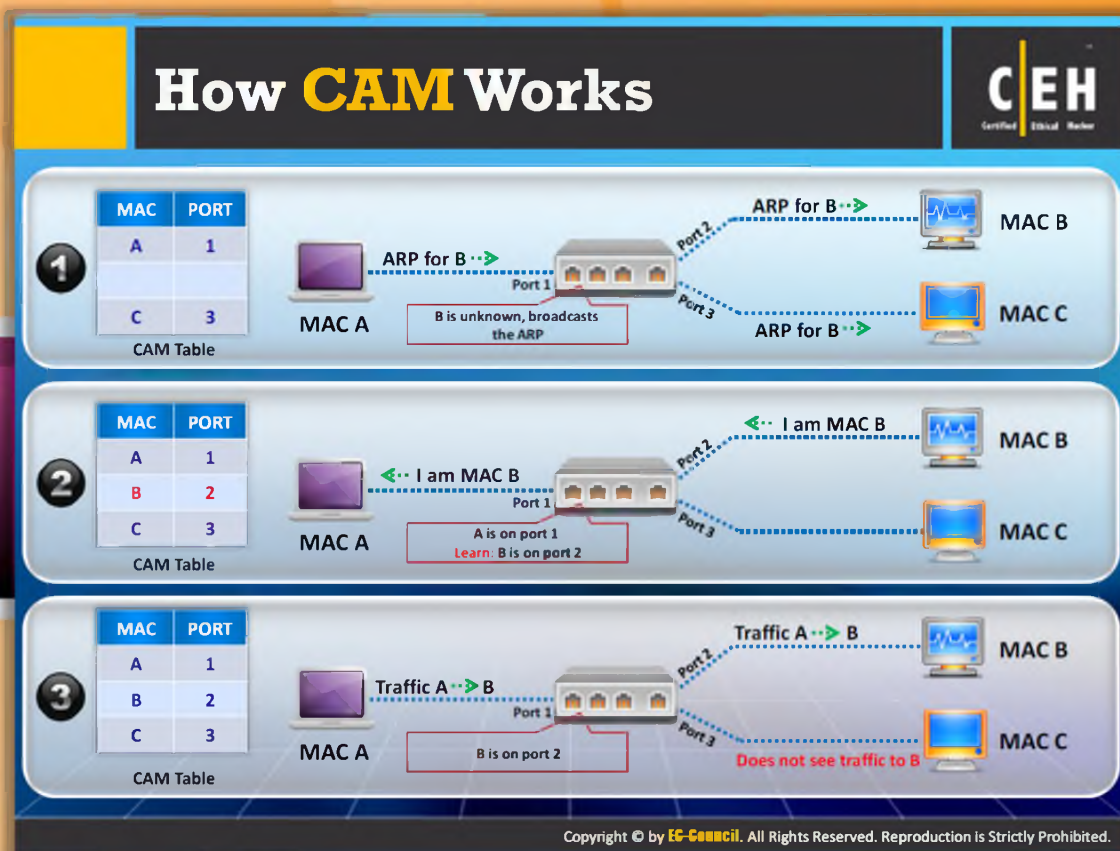 How CAM Works
C EH
Certified Ethical Hacker
1
MAC PORT
A 1
C 3
CAM Table
MAC A
ARP for B
Port 1
B is unknown, broadcasts
the ARP
Port 2
ARP for B
MAC B
Port 3
ARP for B
MAC C
2
MAC PORT
A 1
B 2
C 3
CAM Table
MAC A
I am MAC B
Port 1
A is on port 1
Learn: B is on port 2
Port 2
I am MAC B
MAC B
Port 3
MAC C
3
MAC PORT
A 1
B 2
C 3
CAM Table
MAC A
Traffic A B
Port 1
B is on port 2
Port 2
Traffic A B
MAC B
Port 3
Does not see traffic to B
MAC C
Copyright © by EC-Council. All Rights Reserved. Reproduction is Strictly Prohibited.